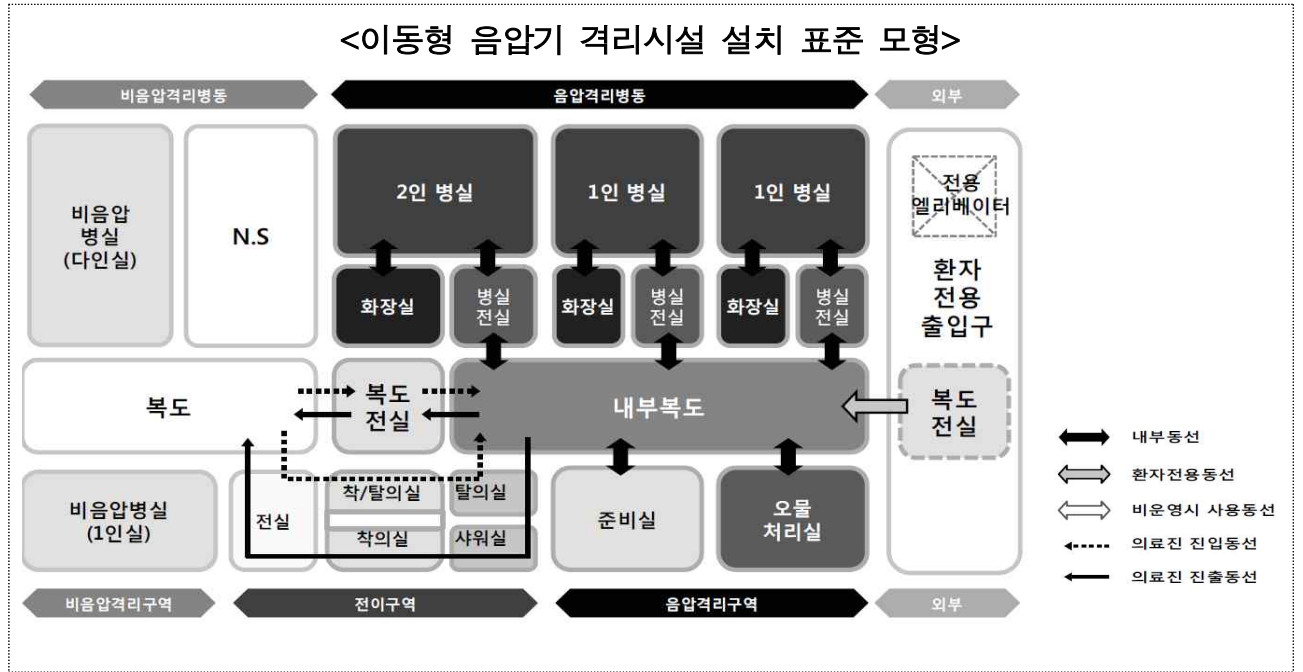 <이동형 음압기 격리시설 설치 표준 모형>
비음압격리병동
음압격리병동
외부
비음압
병실
(다인실)
N.S
2인 병실
1인 병실
1인 병실
전용
엘리베이터
환자
전용
출입구
화장실
병실
전실
화장실
병실
전실
화장실
병실
전실
복도
복도
전실
내부복도
복도
전실
비음압병실
(1인실)
전실
착/탈의실
착의실
탈의실
샤워실
준비실
오물
처리실
내부동선
환자전용동선
비운영시 사용동선
의료진 진입동선
의료진 진출동선
비음압격리구역
전이구역
음압격리구역
외부